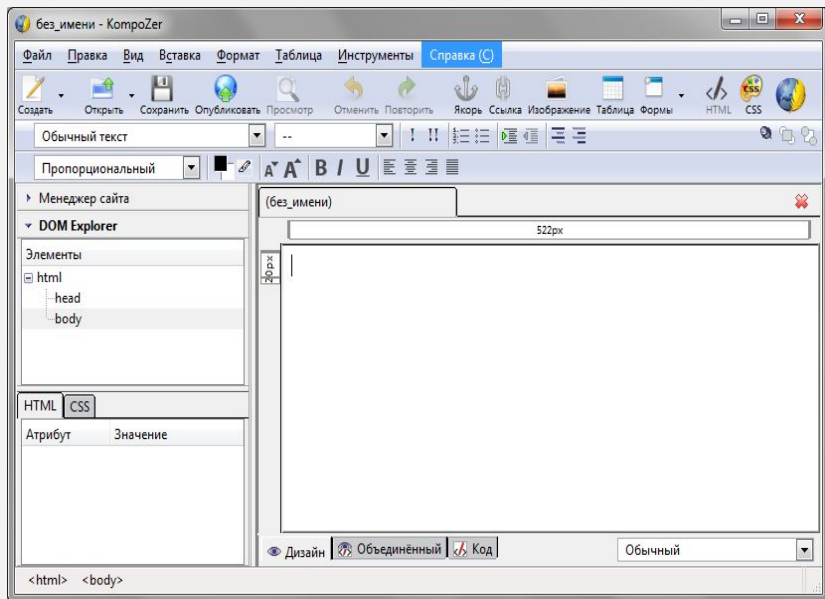 без_имени - KompoZer
Файл Правка Вид Вставка Формат Таблица Инструменты Справка (C)
Создать Открыть Сохранить Опубликовать Просмотр Отменить Повторить Якорь Ссылка Изображение Таблица Формы HTML CSS
Обычный текст --
Пропорциональный A A B I U
Менеджер сайта
(без_имени)
DOM Explorer
522px
Элементы
20px
html
head
body
HTML CSS
Атрибут Значение
Дизайн Объединённый Код Обычный
<html> <body>